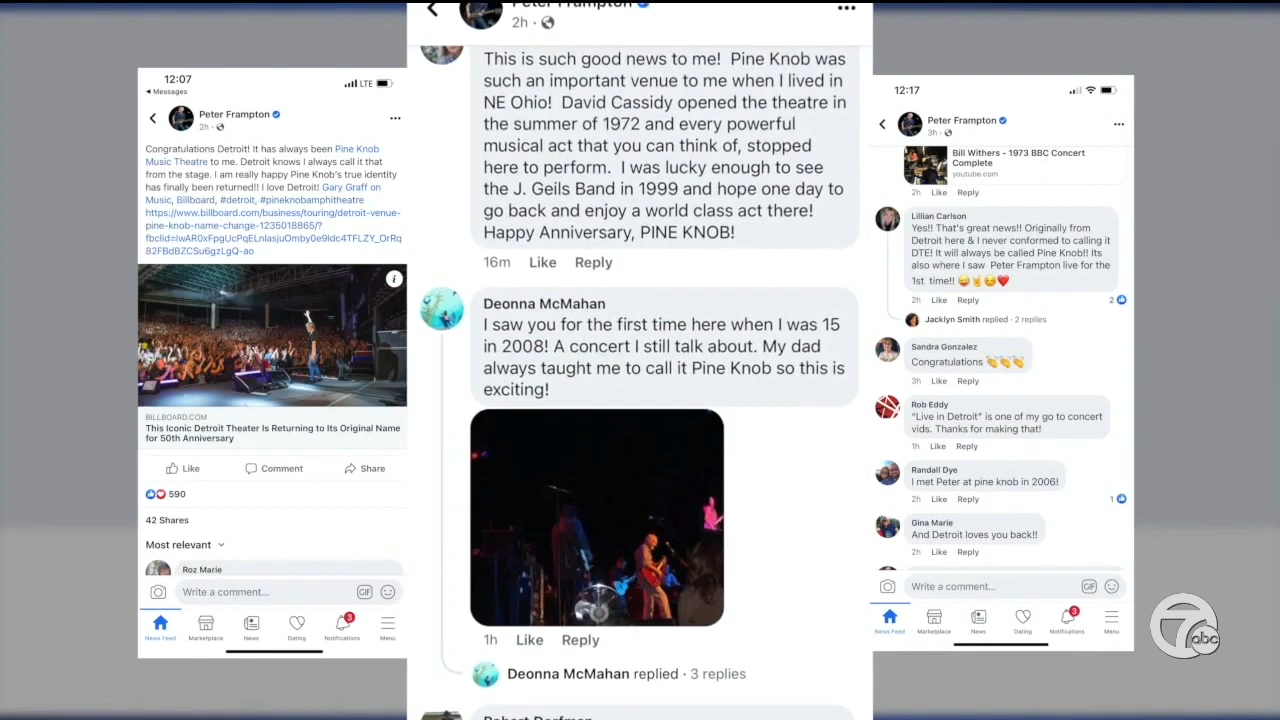 12:07
LTE
Messages
Peter Frampton
2h
Congratulations Detroit! It has always been Pine Knob
Music Theatre to me. Detroit knows I always call it that
from the stage. I am really happy Pine Knob's true identity
has finally been returned!! I love Detroit! Gary Graff on
Music, Billboard, #detroit, #pineknobamphitheatre
https://www.billboard.com/business/touring/detroit-venue-
pine-knob-name-change-1235018865/?
fbclid=IwAR0xFpgUcPqELnIasjuOmby0e9Idc4TFLZY_OrRq
82FBdBZCSu6gzLgQ-ao
BILLBOARD.COM
This Iconic Detroit Theater Is Returning to Its Original Name
for 50th Anniversary
Like
Comment
Share
590
42 Shares
Most relevant
Roz Marie
Write a comment...
GIF
3
News Feed
Marketplace
News
Dating
Notifications
Menu
Peter Frampton
2h
This is such good news to me! Pine Knob was
such an important venue to me when I lived in
NE Ohio! David Cassidy opened the theatre in
the summer of 1972 and every powerful
musical act that you can think of, stopped
here to perform. I was lucky enough to see
the J. Geils Band in 1999 and hope one day to
go back and enjoy a world class act there!
Happy Anniversary, PINE KNOB!
16m Like Reply
Deonna McMahan
I saw you for the first time here when I was 15
in 2008! A concert I still talk about. My dad
always taught me to call it Pine Knob so this is
exciting!
1h Like Reply
Deonna McMahan replied · 3 replies
Robert Dorfman
12:17
Peter Frampton
3h
Bill Withers - 1973 BBC Concert
Complete
youtube.com
2h Like Reply
Lillian Carlson
Yes!! That's great news!! Originally from
Detroit here & I never conformed to calling it
DTE! It will always be called Pine Knob!! Its
also where I saw Peter Frampton live for the
1st time!! 😄🤘☺️❤️
2h Like Reply
2
Jacklyn Smith replied · 2 replies
Sandra Gonzalez
Congratulations 👏👏👏
3h Like Reply
Rob Eddy
“Live in Detroit” is one of my go to concert
vids. Thanks for making that!
1h Like Reply
Randall Dye
I met Peter at pine knob in 2006!
2h Like Reply
1
Gina Marie
And Detroit loves you back!!
2h Like Reply
Write a comment...
GIF
3
News Feed
Marketplace
News
Dating
Notifications
Menu
7
abc